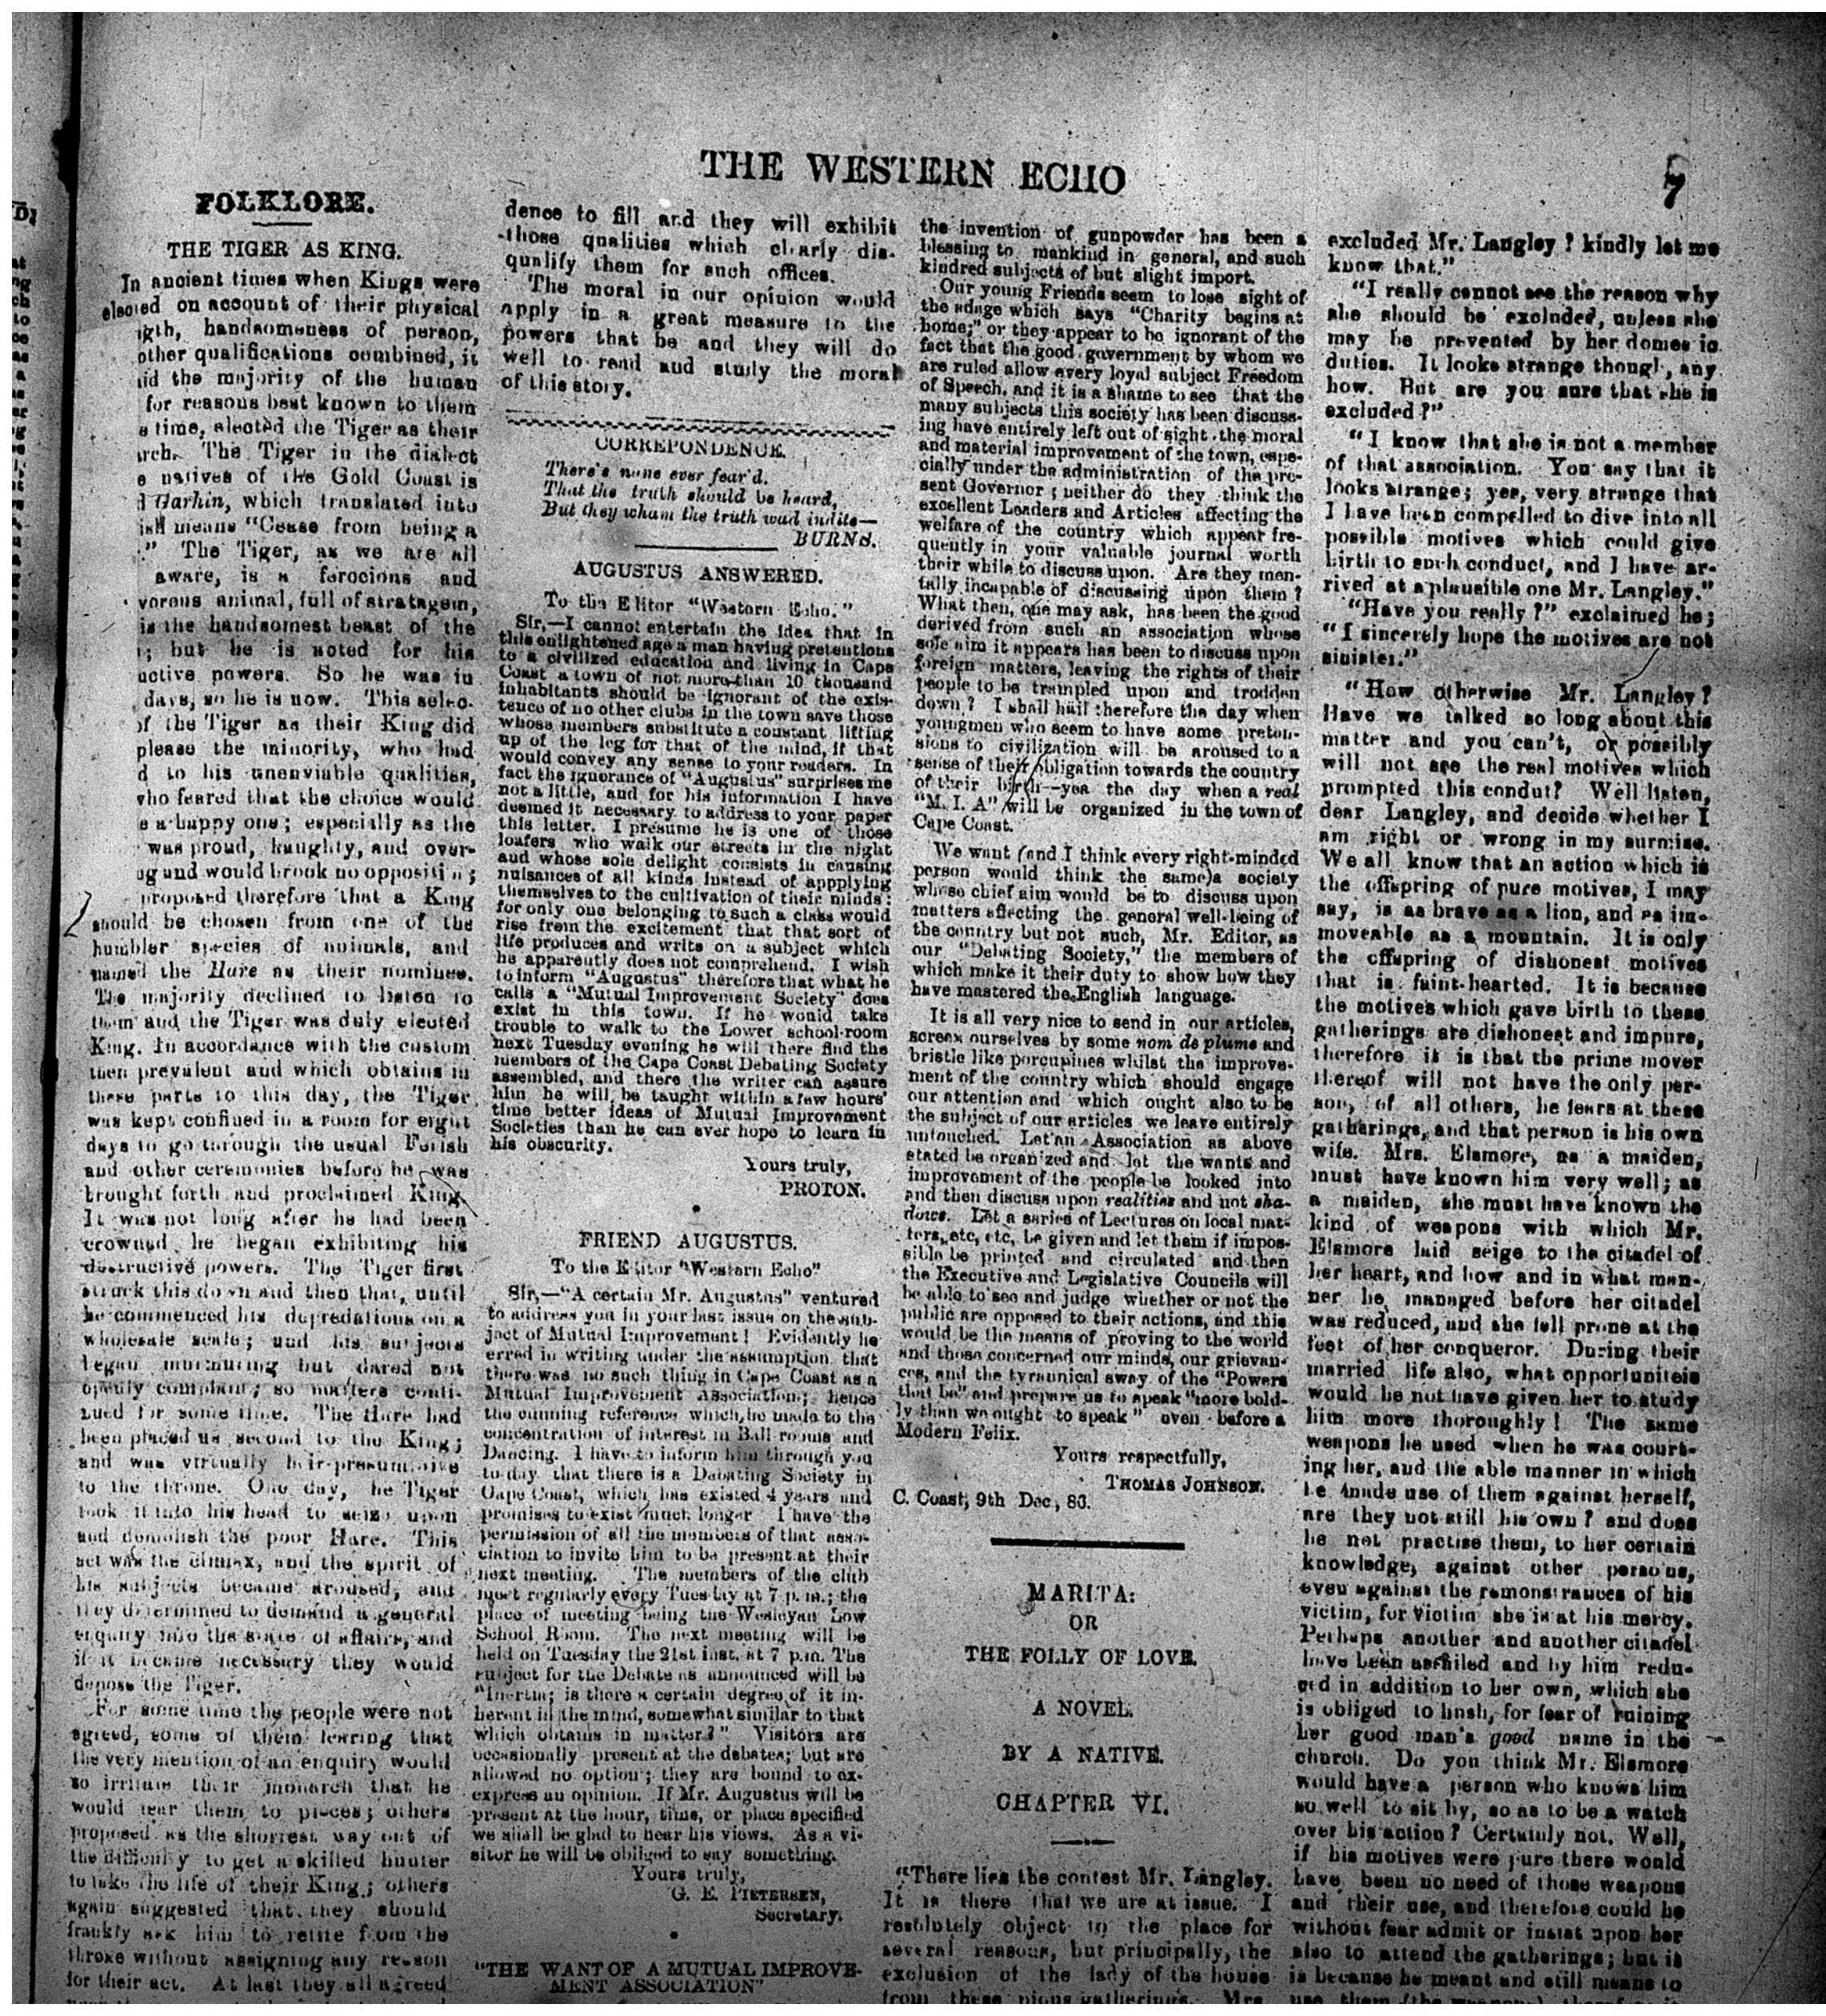 THE WESTERN ECHO
7
FOLKLORE.
THE TIGER AS KING.
In ancient times when Kings were
elected on account of their physical
igth, handsomeness of person,
other qualifications combined, it
aid the majority of the human
for reasons best known to them
a time, elected the Tiger as their
arch. The Tiger in the dialect
e natives of the Gold Coast is
d Garhin, which translated into
ish means "Cease from being a
." The Tiger, as we are all
aware, is a ferocious and
vorous animal, full of stratagem,
is the handsomest beast of the
; but he is noted for his
uctive powers. So he was in
days, so he is now. This selec-
of the Tiger as their King did
please the minority, who had
d to his unenviable qualities,
who feared that the choice would
e a happy one; especially as the
was proud, haughty, and over-
ng and would brook no opposition;
proposed therefore that a King
should be chosen from one of the
humbler species of animals, and
named the Hare as their nominee.
The majority declined to listen to
them and the Tiger was duly elected
King. In accordance with the custom
then prevalent and which obtains in
these parts to this day, the Tiger
was kept confined in a room for eight
days to go through the usual Fetish
and other ceremonies before he was
brought forth and proclaimed King.
It was not long after he had been
crowned he began exhibiting his
destructive powers. The Tiger first
struck this down and then that, until
he commenced his depredations on a
wholesale scale; and his subjects
began murmuring but dared not
openly complain; so matters conti-
nued for some time. The Hare had
been placed as second to the King;
and was virtually heir-presumptive
to the throne. One day, he Tiger
took it into his head to seize upon
and demolish the poor Hare. This
act was the climax, and the spirit of
his subjects became aroused, and
they determined to demand a general
enquiry into the state of affairs, and
if it became necessary they would
depose the Tiger.
For some time the people were not
agreed, some of them fearing that
the very mention of an enquiry would
so irritate their monarch that he
would tear them to pieces; others
proposed as the shortest way out of
the difficulty to get a skilled hunter
to take the life of their King; others
again suggested that they should
frankly ask him to retire from the
throne without assigning any reason
for their act. At last they all agreed
dence to fill and they will exhibit
those qualities which clearly dis-
qualify them for such offices.
The moral in our opinion would
apply in a great measure to the
powers that be and they will do
well to read and study the moral
of this story.
CORREPONDENCE.
There's none ever fear'd.
That the truth should be heard,
But they wham the truth wad indite—
BURNS.
AUGUSTUS ANSWERED.
To the Editor "Western Echo."
Sir,—I cannot entertain the idea that in
this enlightened age a man having pretentions
to a civilized education and living in Cape
Coast a town of not more than 10 thousand
inhabitants should be ignorant of the exis-
tence of no other clubs in the town save those
whose members substitute a constant lifting
up of the leg for that of the mind, if that
would convey any sense to your readers. In
fact the ignorance of "Augustus" surprises me
not a little, and for his information I have
deemed it necessary to address to your paper
this letter. I presume he is one of those
loafers who walk our streets in the night
and whose sole delight consists in causing
nuisances of all kinds instead of appplying
themselves to the cultivation of their minds:
for only one belonging to such a class would
rise from the excitement that that sort of
life produces and write on a subject which
he apparently does not comprehend. I wish
to inform "Augustus" therefore that what he
calls a "Mutual Improvement Society" does
exist in this town. If he would take
trouble to walk to the Lower school-room
next Tuesday evening he will there find the
members of the Cape Coast Debating Society
assembled, and there the writer can assure
him he will be taught within a few hours'
time better ideas of Mutual Improvement
Societies than he can ever hope to learn in
his obscurity.
Yours truly,
PROTON.
FRIEND AUGUSTUS.
To the Editor "Western Echo"
Sir,—"A certain Mr. Augustus" ventured
to address you in your last issue on the sub-
ject of Mutual Improvement! Evidently he
erred in writing under the assumption that
there was no such thing in Cape Coast as a
Mutual Improvement Association; hence
the cunning reference which he made to the
concentration of interest in Ball-rooms and
Dancing. I have to inform him through you
to-day that there is a Debating Society in
Cape Coast, which has existed 4 years and
promises to exist much longer I have the
permission of all the members of that asso-
ciation to invite him to be present at their
next meeting. The members of the club
meet regularly every Tuesday at 7 p.m.; the
place of meeting being the Wesleyan Low
School Room. The next meeting will be
held on Tuesday the 21st inst. at 7 p.m. The
subject for the Debate as announced will be
"Inertia; is there a certain degree of it in-
herent in the mind, somewhat similar to that
which obtains in matter?" Visitors are
occasionally present at the debates; but are
allowed no option; they are bound to ex-
express an opinion. If Mr. Augustus will be
present at the hour, time, or place specified
we shall be glad to hear his views. As a vi-
sitor he will be obliged to say something.
Yours truly,
G. E. PIETERSEN,
Secretary.
"THE WANT OF A MUTUAL IMPROVE-
MENT ASSOCIATION"
the invention of gunpowder has been a
blessing to mankind in general, and such
kindred subjects of but slight import.
Our young Friends seem to lose sight of
the adage which says "Charity begins at
home;" or they appear to be ignorant of the
fact that the good government by whom we
are ruled allow every loyal subject Freedom
of Speech, and it is a shame to see that the
many subjects this society has been discuss-
ing have entirely left out of sight the moral
and material improvement of the town, espe-
cially under the administration of the pre-
sent Governor; neither do they think the
excellent Leaders and Articles affecting the
welfare of the country which appear fre-
quently in your valuable journal worth
their while to discuss upon. Are they men-
tally incapable of discussing upon them?
What then, one may ask, has been the good
derived from such an association whose
sole aim it appears has been to discuss upon
foreign matters, leaving the rights of their
people to be trampled upon and trodden
down? I shall hail therefore the day when
youngmen who seem to have some preten-
sions to civilization will be aroused to a
sense of their obligation towards the country
of their birth—yea the day when a real
"M. I. A" will be organized in the town of
Cape Coast.
We want (and I think every right-minded
person would think the same) a society
whose chief aim would be to discuss upon
matters affecting the general well-being of
the country but not such, Mr. Editor, as
our "Debating Society," the members of
which make it their duty to show how they
have mastered the English language.
It is all very nice to send in our articles,
screen ourselves by some nom de plume and
bristle like porcupines whilst the improve-
ment of the country which should engage
our attention and which ought also to be
the subject of our articles we leave entirely
untouched. Let an Association as above
stated be organized and let the wants and
improvement of the people be looked into
and then discuss upon realities and not sha-
dows. Let a series of Lectures on local mat-
ters, etc, etc, be given and let them if impos-
sible be printed and circulated and then
the Executive and Legislative Councils will
be able to see and judge whether or not the
public are opposed to their actions, and this
would be the means of proving to the world
and those concerned our minds, our grievan-
ces, and the tyrannical sway of the "Powers
that be" and prepare us to speak "more bold-
ly than we ought to speak" even before a
Modern Felix.
Yours respectfully,
THOMAS JOHNSON.
C. Coast, 9th Dec, 86.
MARITA:
OR
THE FOLLY OF LOVE.
A NOVEL.
BY A NATIVE.
CHAPTER VI.
"There lies the contest Mr. Langley.
It is there that we are at issue. I
resolutely object to the place for
several reasons, but principally, the
exclusion of the lady of the house
from these pious gatherings. Mrs.
excluded Mr. Langley? kindly let me
know that."
"I really cannot see the reason why
she should be excluded, unless she
may be prevented by her domes ic
duties. It looks strange though, any
how. But are you sure that she is
excluded?"
"I know that she is not a member
of that association. You say that it
looks strange; yes, very strange that
I have been compelled to dive into all
possible motives which could give
birth to such conduct, and I have ar-
rived at a plausible one Mr. Langley."
"Have you really?" exclaimed he;
"I sincerely hope the motives are not
sinister."
"How otherwise Mr. Langley?
Have we talked so long about this
matter and you can't, or possibly
will not see the real motives which
prompted this condut? Well listen,
dear Langley, and decide whether I
am right or wrong in my surmise.
We all know that an action which is
the offspring of pure motives, I may
say, is as brave as a lion, and as im-
moveable as a mountain. It is only
the offspring of dishonest motives
that is faint-hearted. It is because
the motives which gave birth to these
gatherings are dishonest and impure,
therefore it is that the prime mover
thereof will not have the only per-
son, of all others, he fears at these
gatherings, and that person is his own
wife. Mrs. Elsmore, as a maiden,
must have known him very well; as
a maiden, she must have known the
kind of weapons with which Mr.
Elsmore laid seige to the citadel of
her heart, and how and in what man-
ner he managed before her citadel
was reduced, and she fell prone at the
feet of her conqueror. During their
married life also, what opportuniteis
would he not have given her to study
him more thoroughly! The same
weapons he used when he was court-
ing her, and the able manner in which
he made use of them against herself,
are they not still his own? and does
he not practise them, to her certain
knowledge, against other persons,
even against the remonstrances of his
victim, for victim she is at his mercy.
Perhaps another and another citadel
have been assailed and by him redu-
ced in addition to her own, which she
is obliged to hush, for fear of ruining
her good man's good name in the
church. Do you think Mr. Elsmore
would have a person who knows him
so well to sit by, so as to be a watch
over his action? Certainly not. Well,
if his motives were pure there would
have been no need of those weapons
and their use, and therefore could he
without fear admit or insist upon her
also to attend the gatherings; but it
is because he meant and still means to